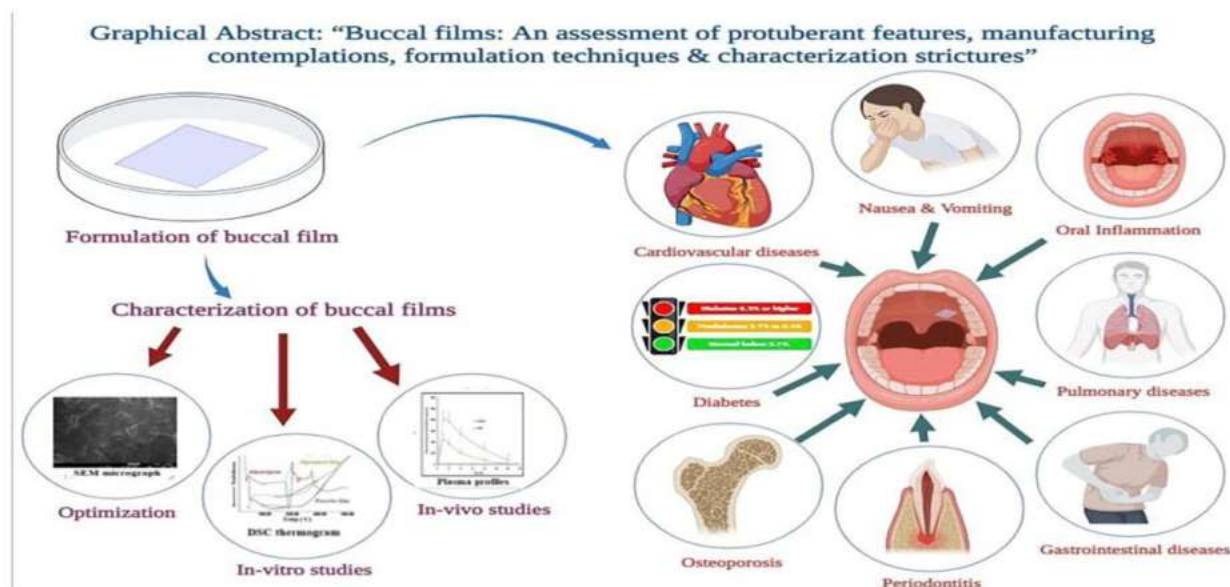 Graphical Abstract: “Buccal films: An assessment of protuberant features, manufacturing
contemplations, formulation techniques & characterization strictures”
Formulation of buccal film
Characterization of buccal films
SEM micrograph
Optimization
DSC thermogram
In-vitro studies
Plasma profiles
In-vivo studies
Cardiovascular diseases
Nausea & Vomiting
Oral Inflammation
Diabetes
Pulmonary diseases
Osteoporosis
Periodontitis
Gastrointestinal diseases